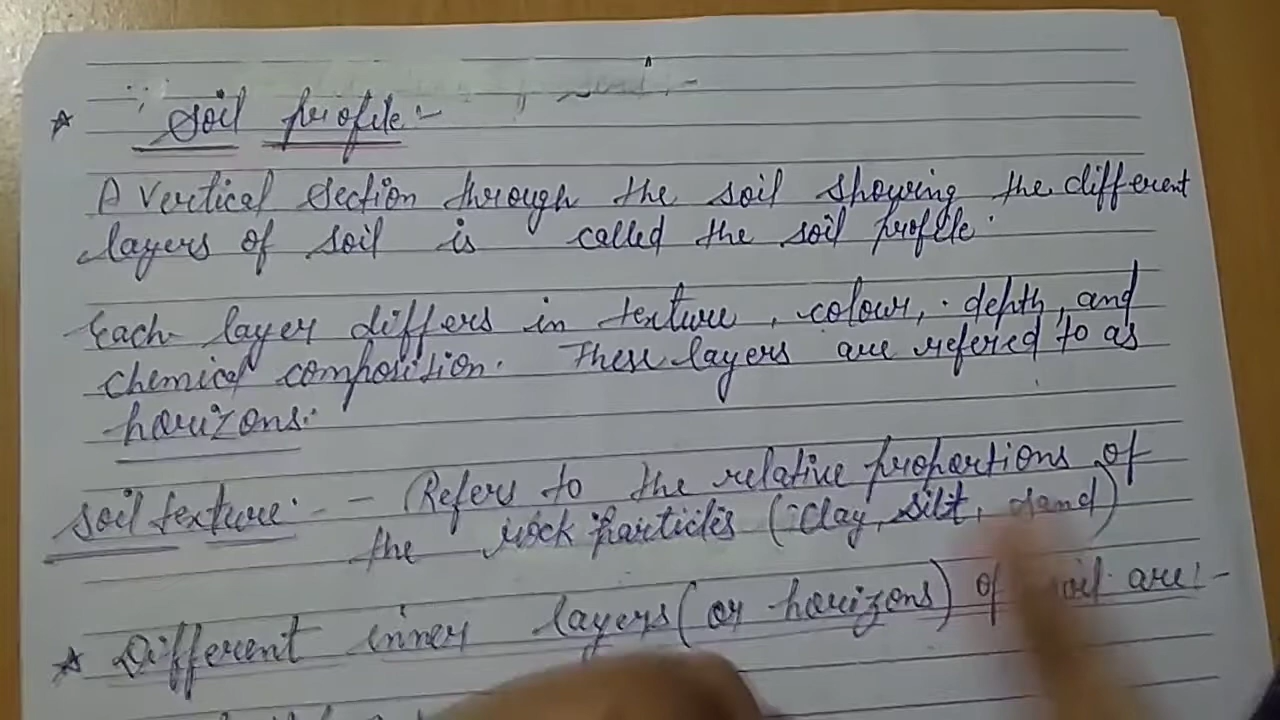 ☆ Soil profile :-
A vertical section through the soil showing the different
layers of soil is called the soil profile.
Each layer differs in texture, colour, depth, and
chemical composition. These layers are refered to as
horizons.
soil texture :- Refers to the relative proportions of
the rock particles (clay, silt, sand)
☆ Different inner layers (or horizons) of soil are :-